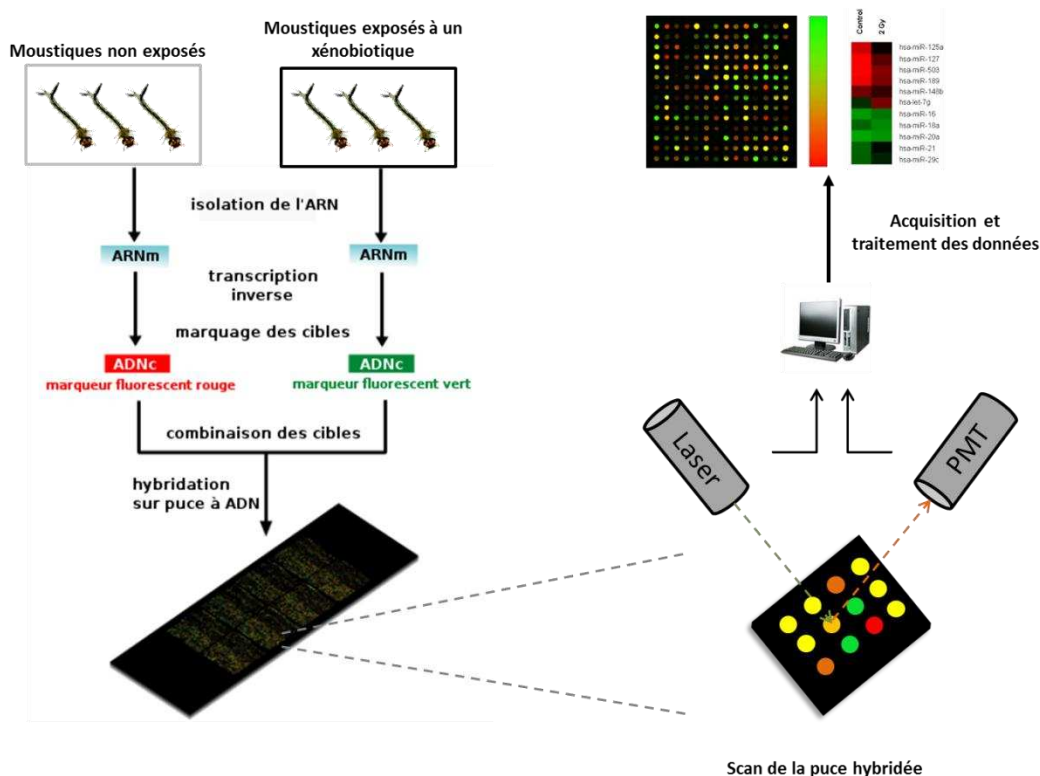 Moustiques non exposés
Moustiques exposés à un
xénobiotique
isolation de l'ARN
ARNm
ARNm
transcription
inverse
marquage des cibles
ADNc
marqueur fluorescent rouge
ADNc
marqueur fluorescent vert
combinaison des cibles
hybridation
sur puce à ADN
Control
2 Gy
hsa-miR-125a
hsa-miR-127
hsa-miR-503
hsa-miR-189
hsa-miR-148b
hsa-let-7g
hsa-miR-16
hsa-miR-18a
hsa-miR-20a
hsa-miR-21
hsa-miR-29c
Acquisition et
traitement des données
Laser
PMT
Scan de la puce hybridée